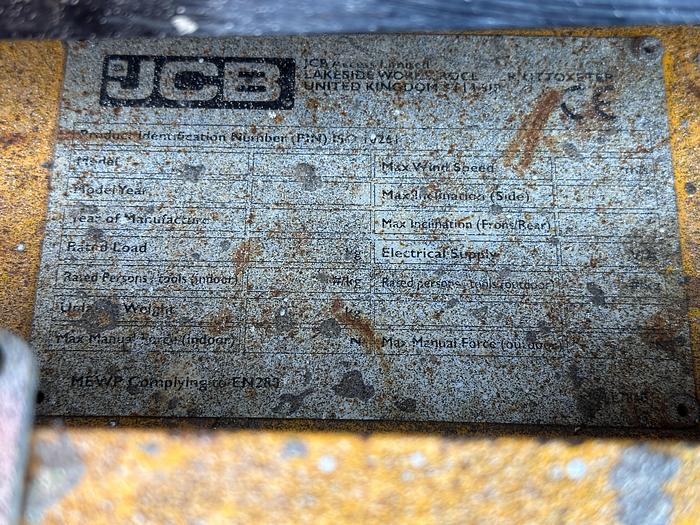 JCB
JCB Access Limited
LAKESIDE WORKS, ROCESTER, UTTOXETER
UNITED KINGDOM
CE
Product Identification Number (PIN) ISO 10261
Model
Max Wind Speed
Model Year
Max Inclination (Side)
Year of Manufacture
Max Inclination (Front/Rear)
Rated Load kg
Electrical Supply
Rated Persons / tools (indoor) #/kg
Rated persons / tools (outdoor)
Unladen Weight kg
Max Manual Force (indoor) N
Max Manual Force (outdoor)
MEWP Complying to EN280